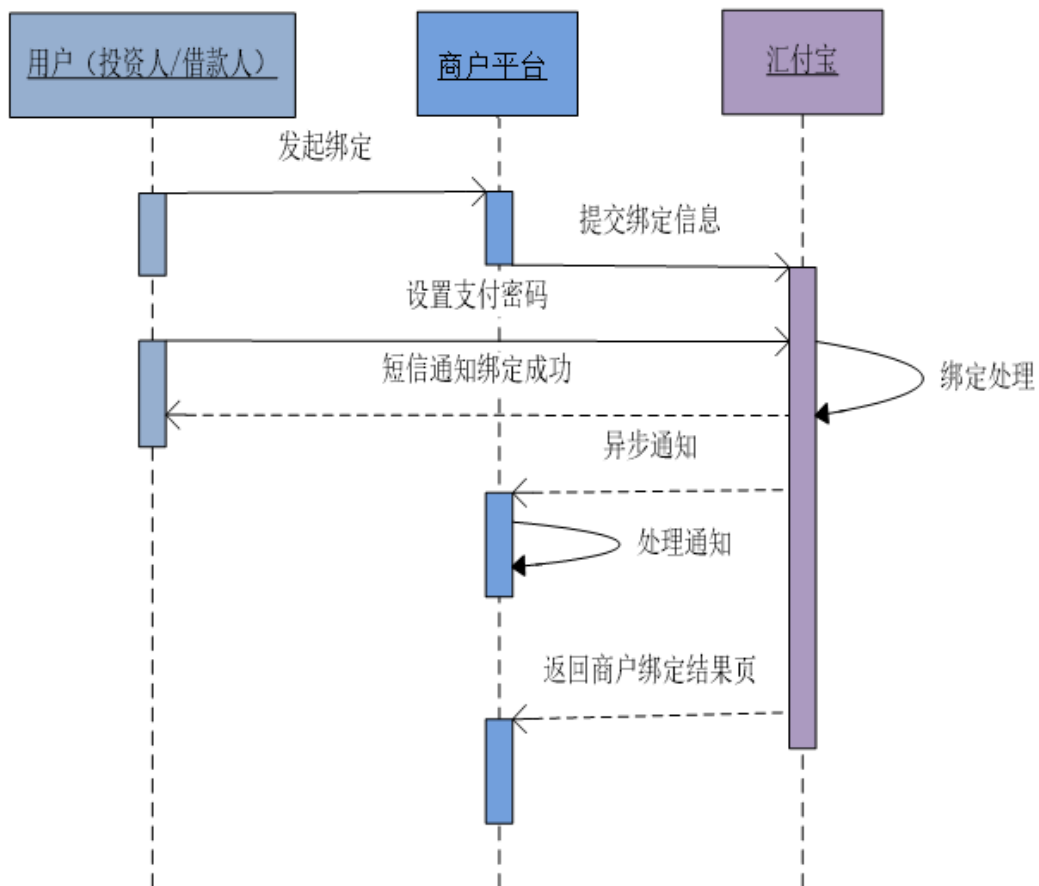 用户（投资人/借款人）
商户平台
汇付宝
发起绑定
提交绑定信息
设置支付密码
短信通知绑定成功
绑定处理
异步通知
处理通知
返回商户绑定结果页